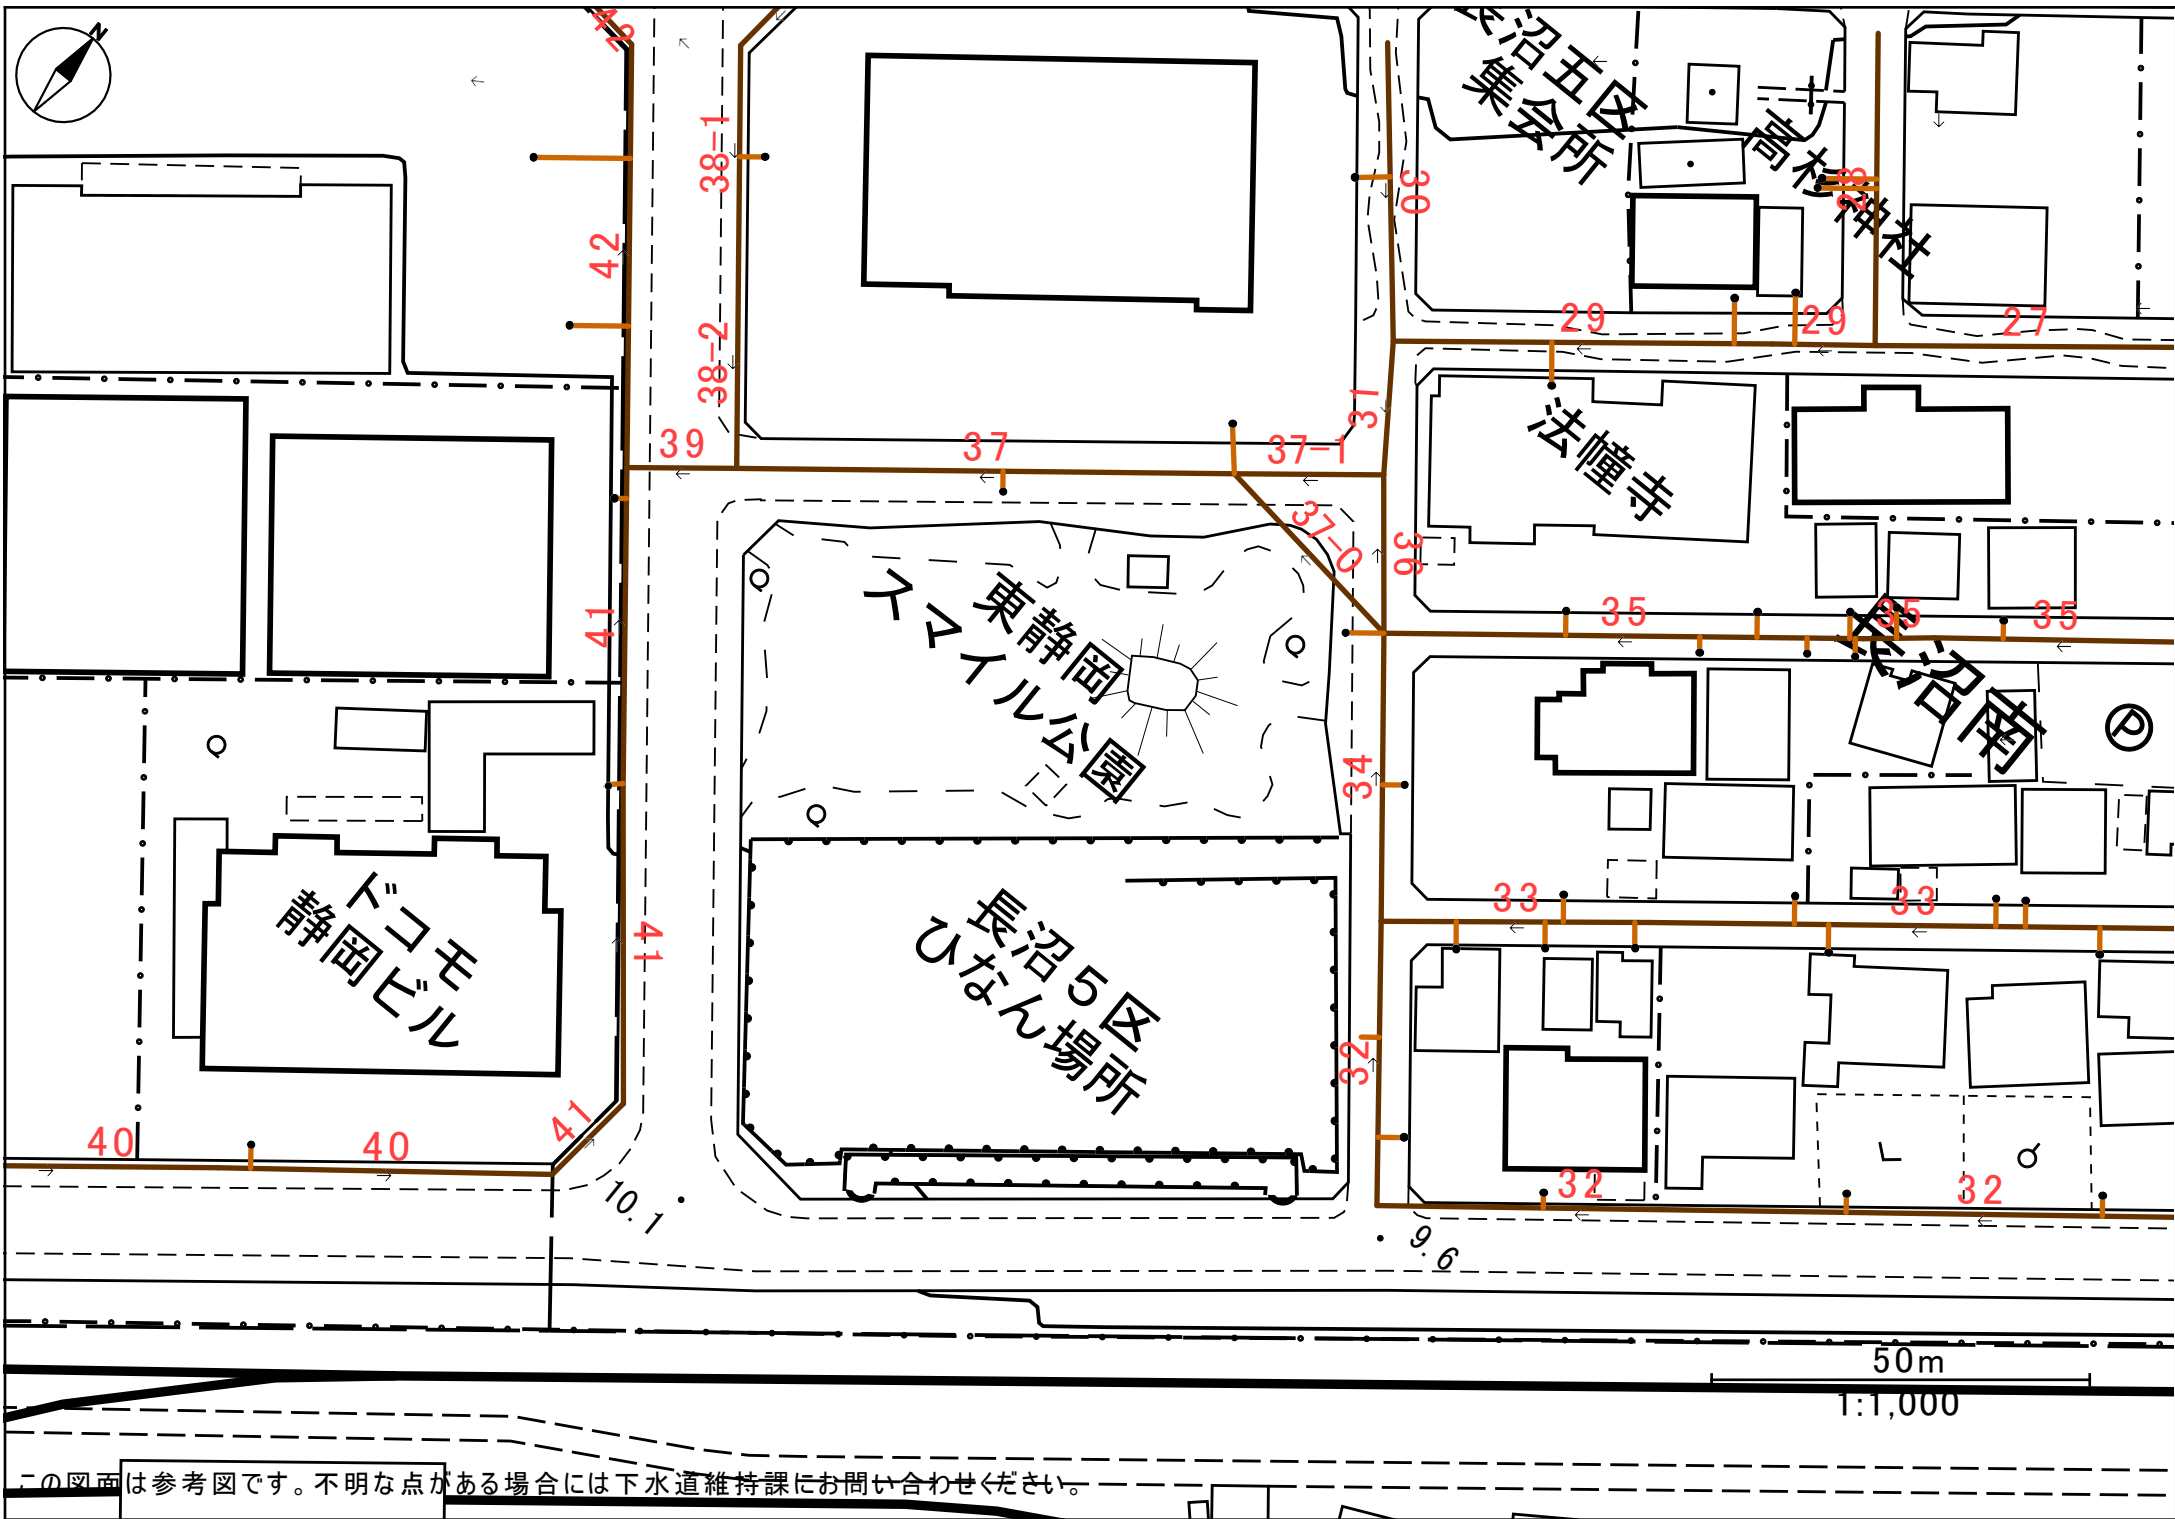 N
42
長沼五区
集会所
38-1
30
高松神社
28
42
29
29
27
38-2
31
39
37
37-1
法幢寺
37-0
36
東静岡
スマイル公園
41
35
35
35
長沼南
P
34
ドコモ
静岡ビル
41
長沼5区
ひなん場所
33
33
32
40
40
41
32
32
10.1
9.6
50m
1:1,000
この図面は参考図です。不明な点がある場合には下水道維持課にお問い合わせください。